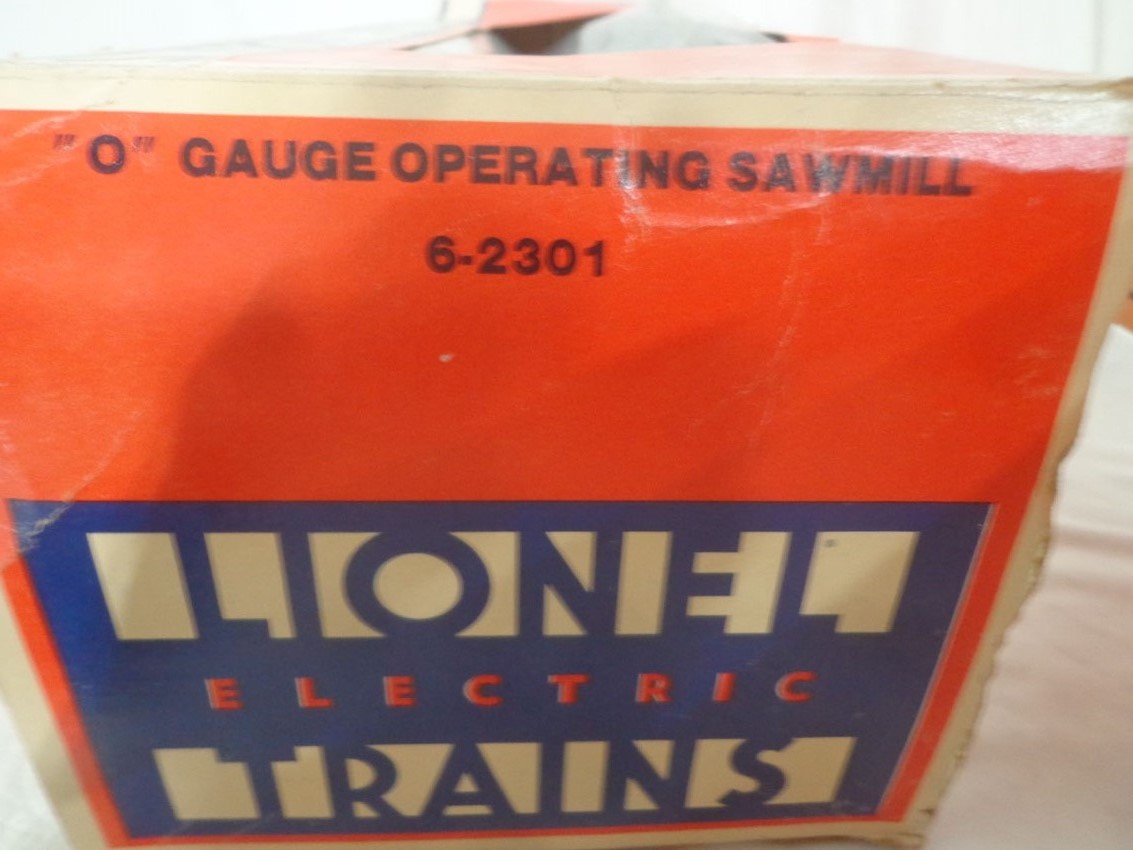 "O" GAUGE OPERATING SAWMILL
6-2301
LIONEL
ELECTRIC
TRAINS